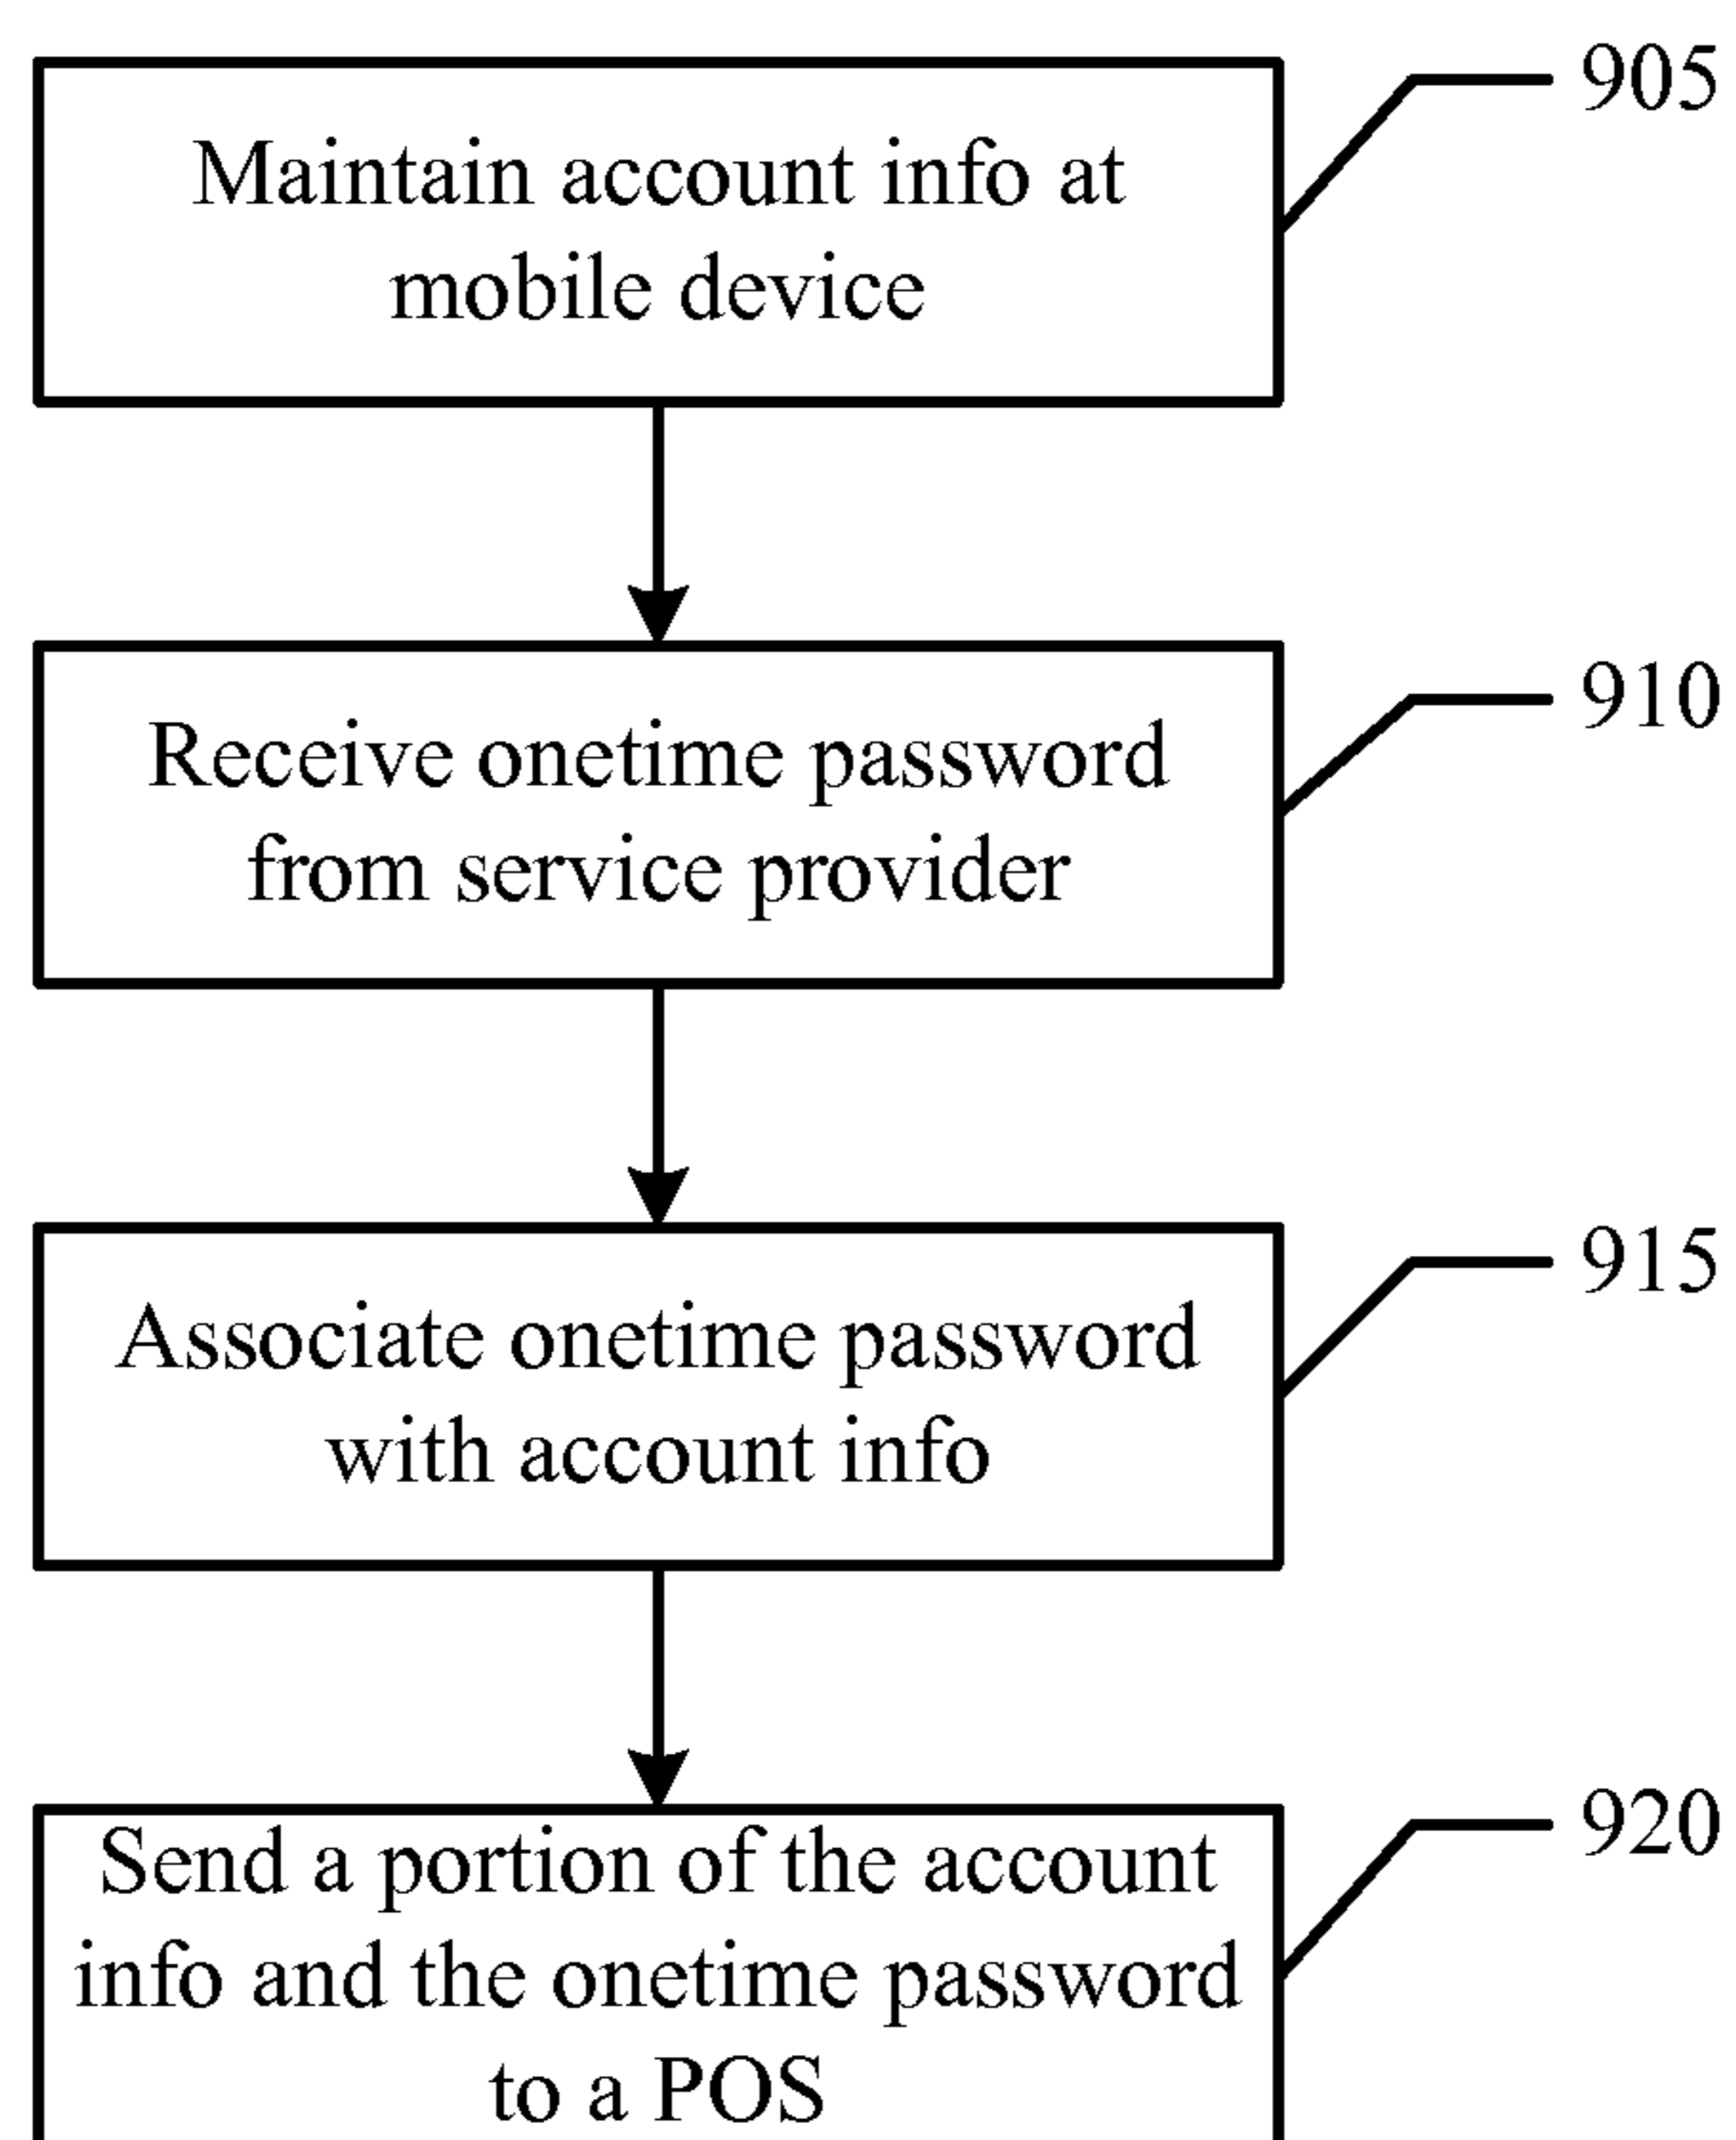 905
Maintain account info at
mobile device
910
Receive onetime password
from service provider
915
Associate onetime password
with account info
920
Send a portion of the account
info and the onetime password
to a POS